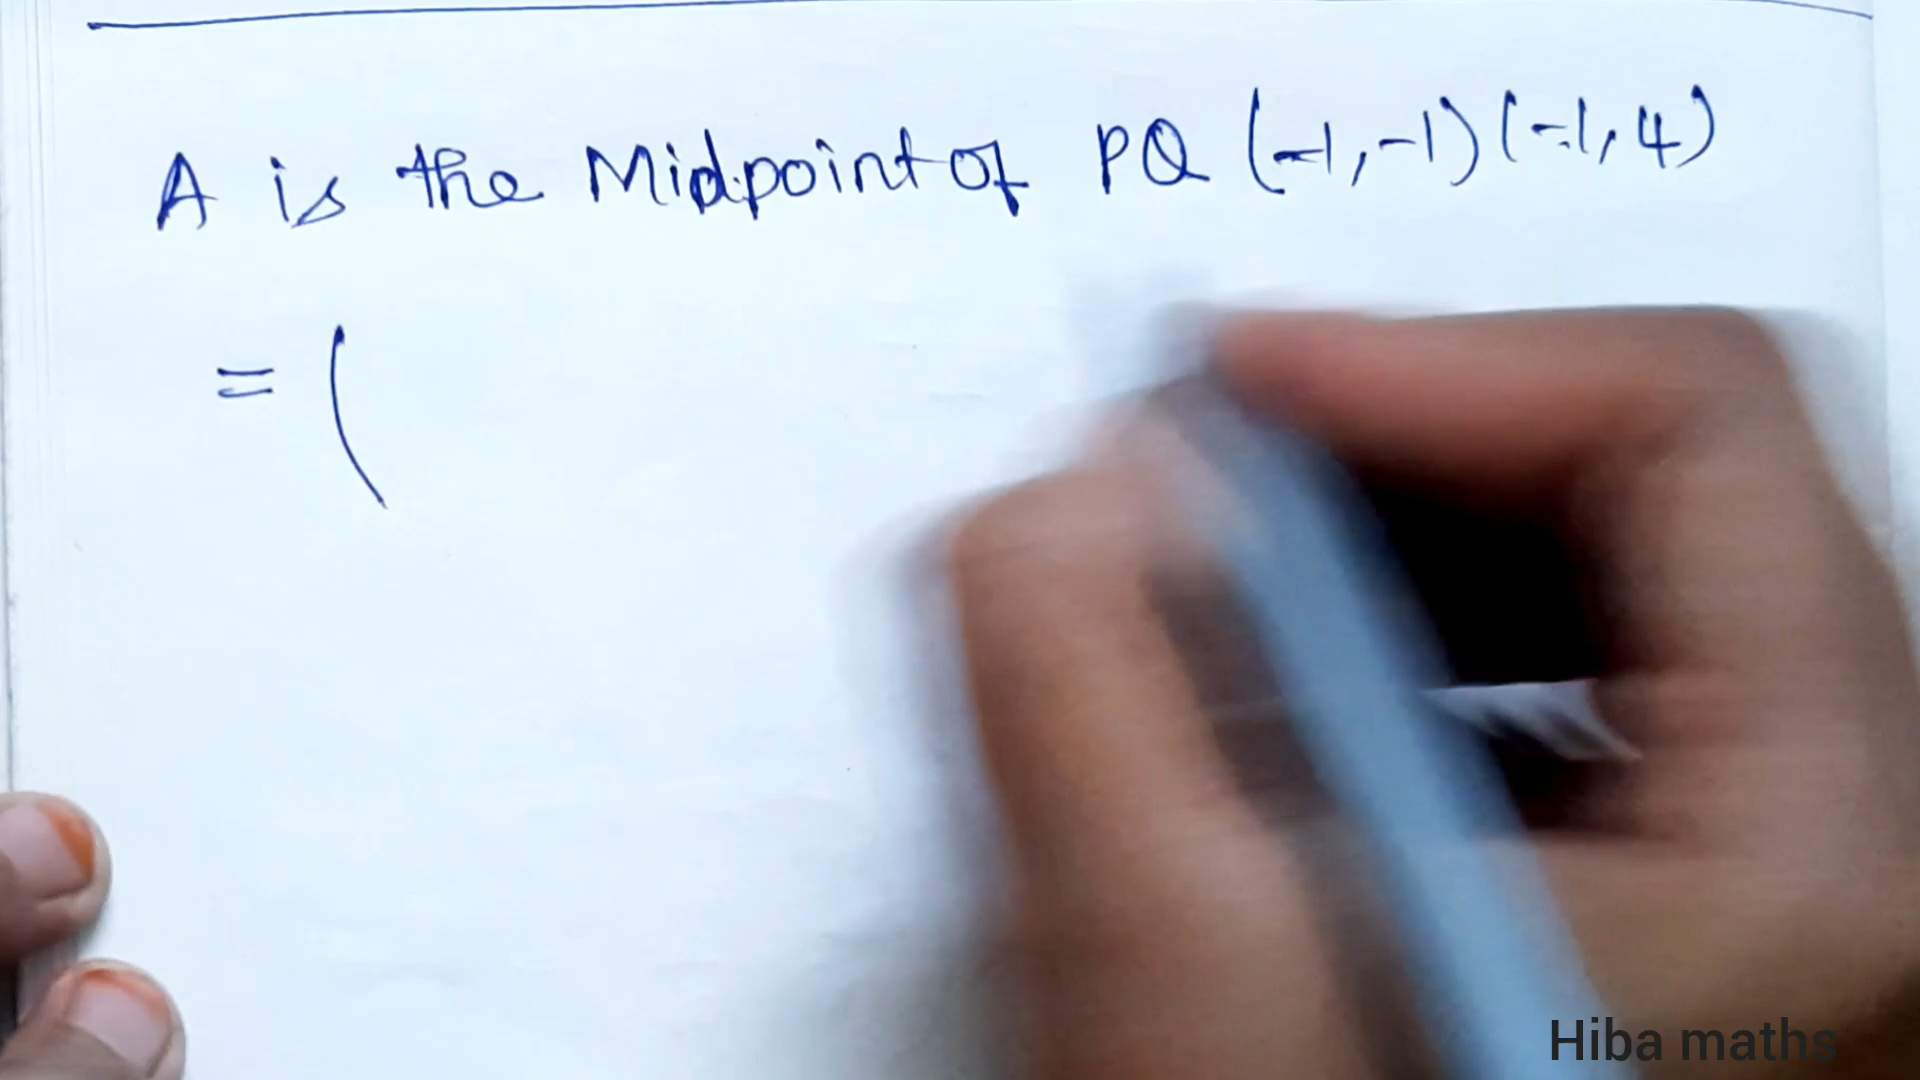 A is the Midpoint of PQ (-1,-1)(-1,4)
= (
Hiba maths